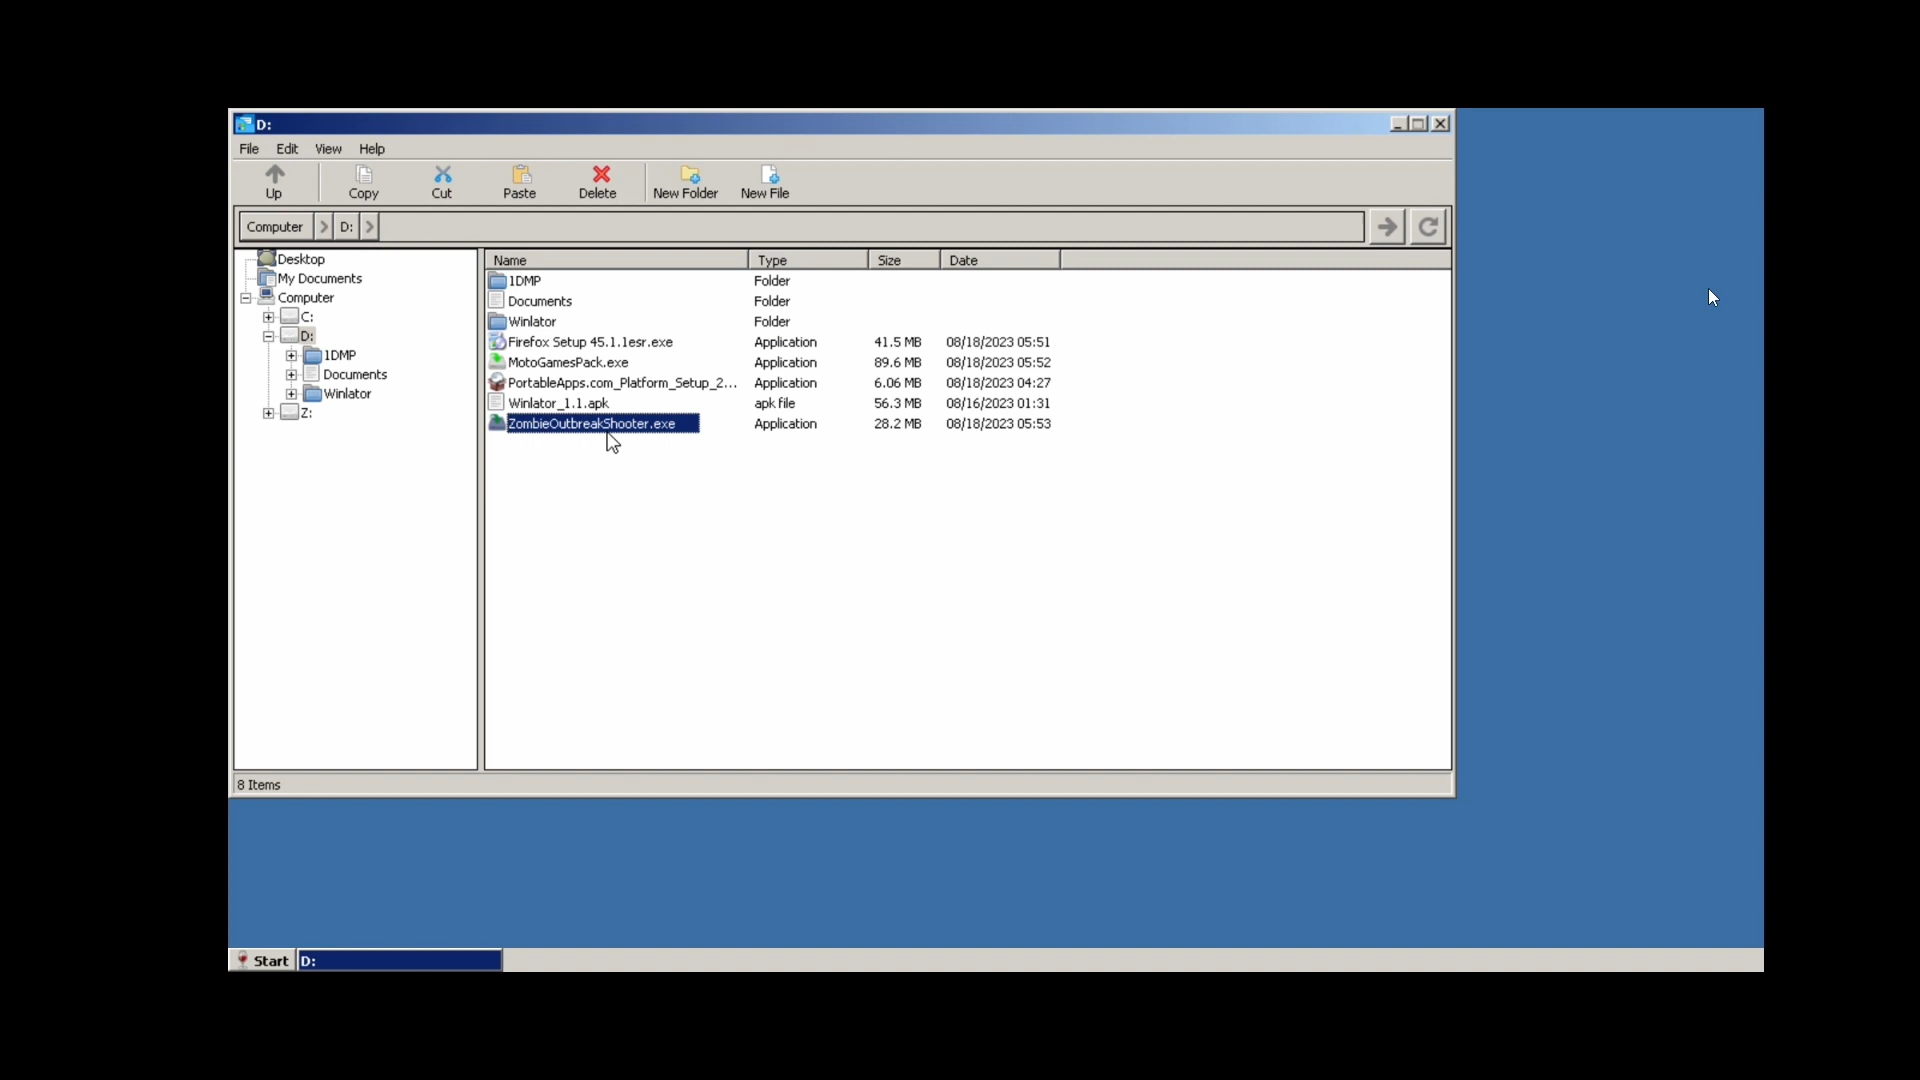 D:
File Edit View Help
Up Copy Cut Paste Delete New Folder New File
Computer D:
Desktop
My Documents
Computer
C:
D:
1DMP
Documents
Winlator
Z:
Name Type Size Date
1DMP Folder
Documents Folder
Winlator Folder
Firefox Setup 45.1.1esr.exe Application 41.5 MB 08/18/2023 05:51
MotoGamesPack.exe Application 89.6 MB 08/18/2023 05:52
PortableApps.com_Platform_Setup_2... Application 6.06 MB 08/18/2023 04:27
Winlator_1.1.apk apk file 56.3 MB 08/16/2023 01:31
ZombieOutbreakShooter.exe Application 28.2 MB 08/18/2023 05:53
8 Items
Start D: